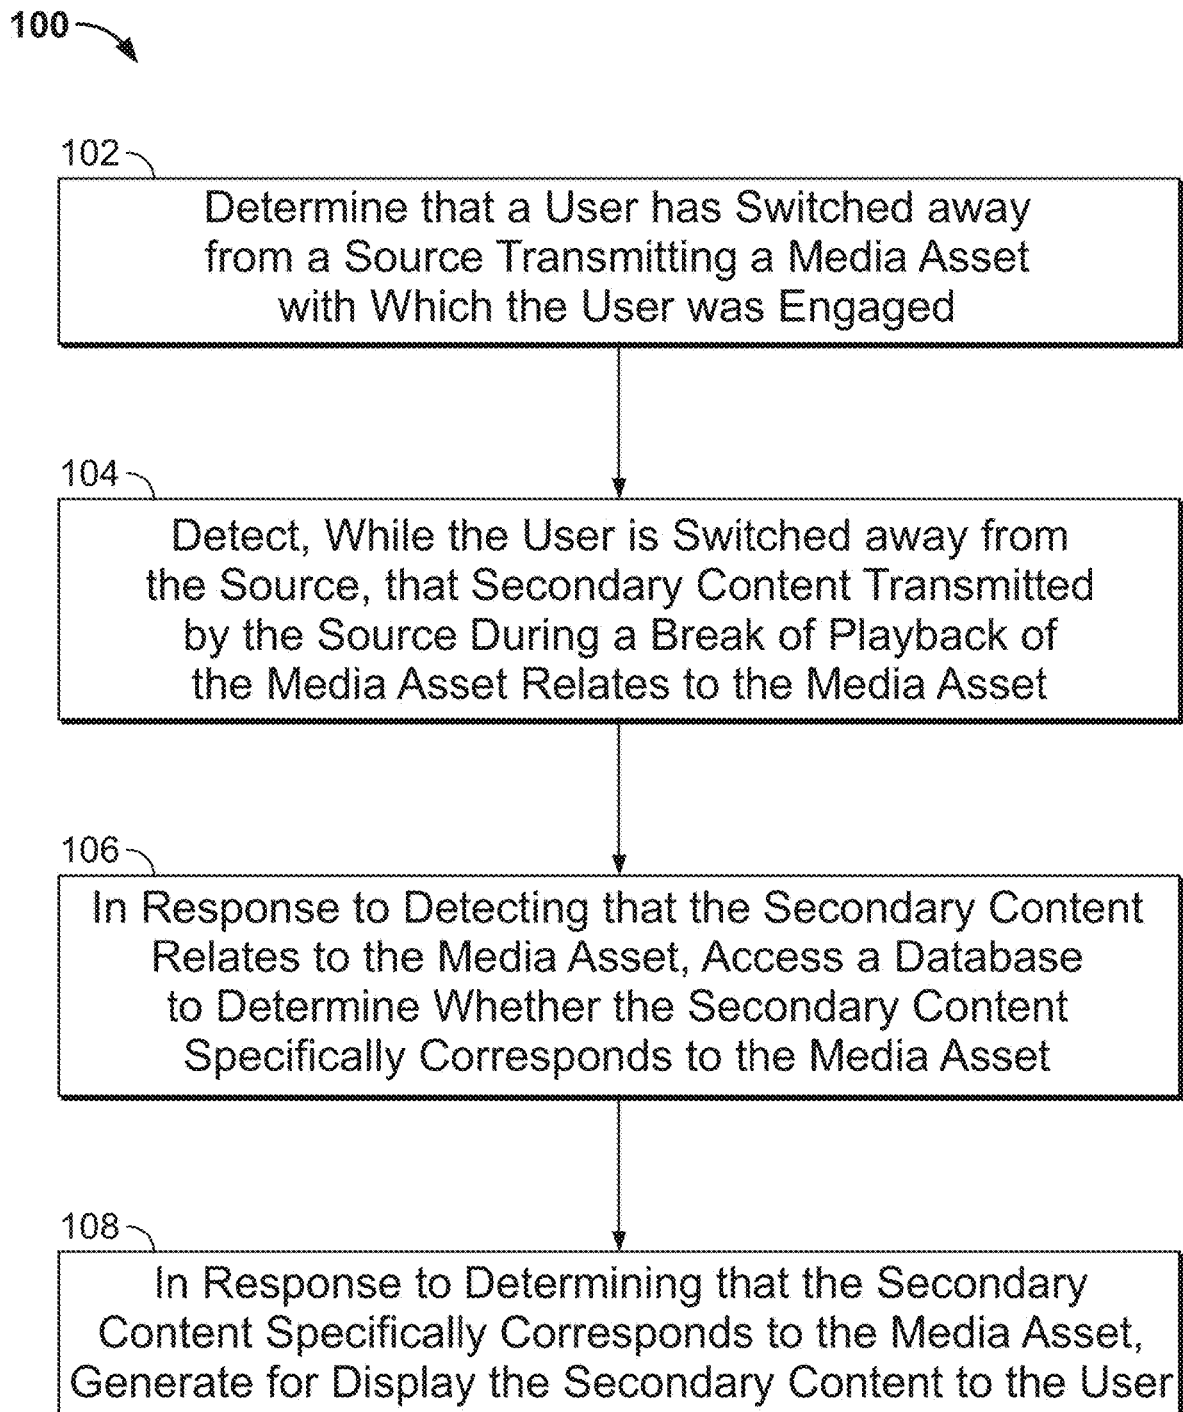 100
102
Determine that a User has Switched away
from a Source Transmitting a Media Asset
with Which the User was Engaged
104
Detect, While the User is Switched away from
the Source, that Secondary Content Transmitted
by the Source During a Break of Playback of
the Media Asset Relates to the Media Asset
106
In Response to Detecting that the Secondary Content
Relates to the Media Asset, Access a Database
to Determine Whether the Secondary Content
Specifically Corresponds to the Media Asset
108
In Response to Determining that the Secondary
Content Specifically Corresponds to the Media Asset,
Generate for Display the Secondary Content to the User